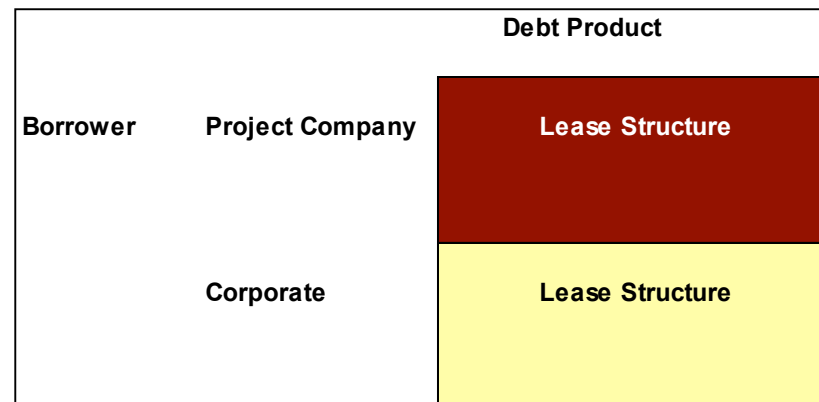 Debt Product
Borrower Project Company Lease Structure
Corporate Lease Structure